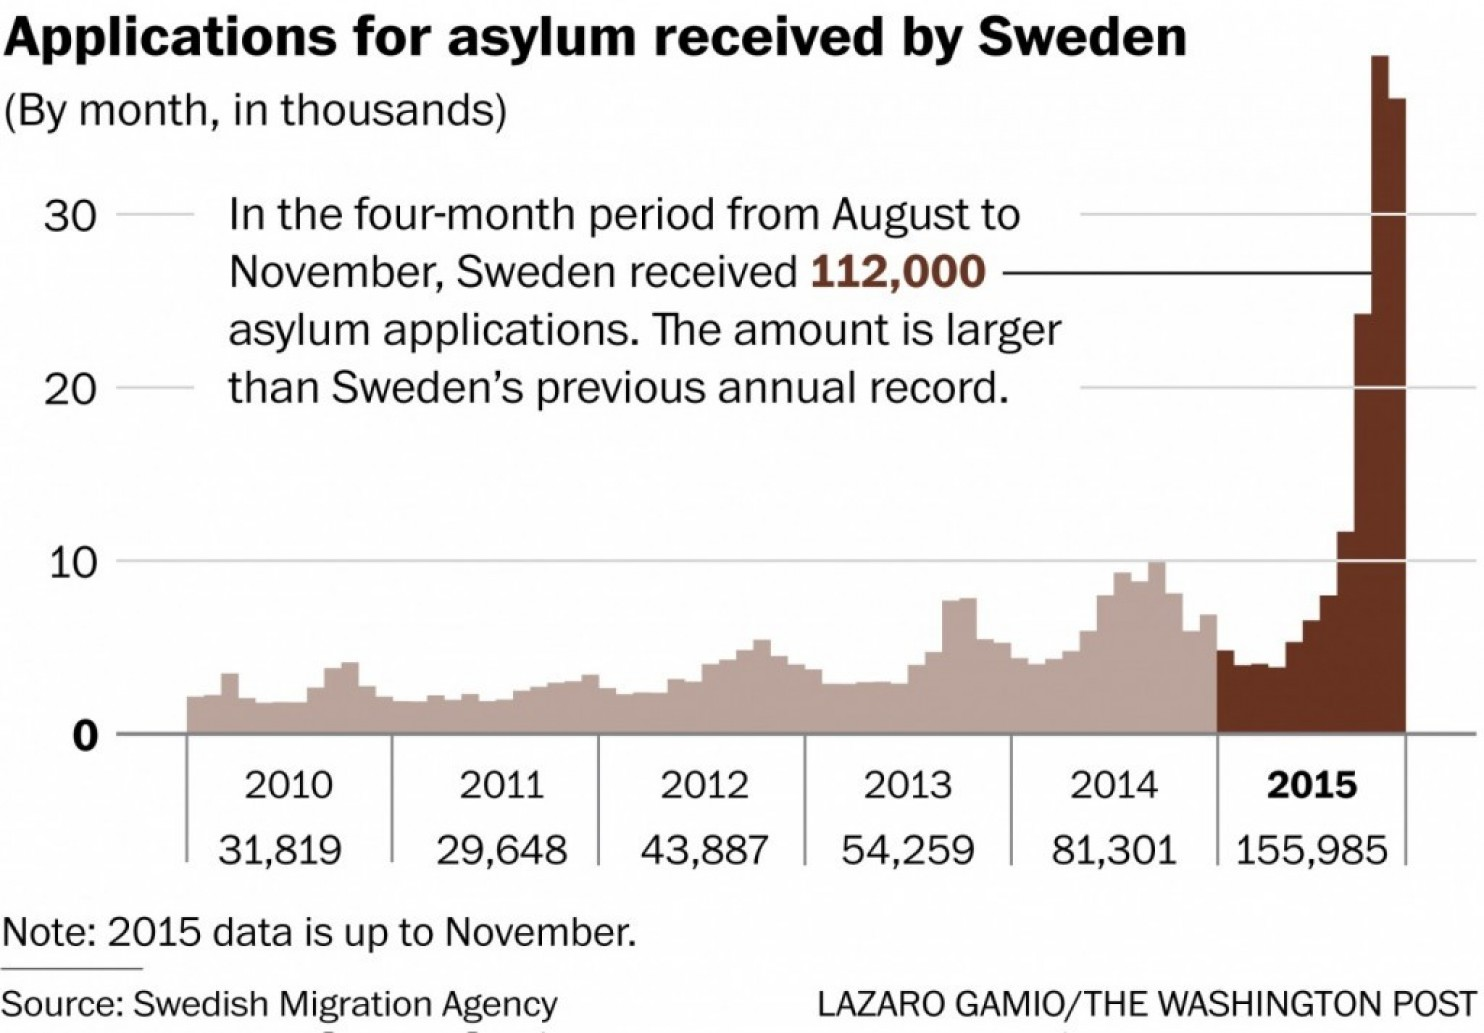 Applications for asylum received by Sweden
(By month, in thousands)
30
In the four-month period from August to
November, Sweden received 112,000
asylum applications. The amount is larger
20
than Sweden’s previous annual record.
10
0
2010 2011 2012 2013 2014 2015
31,819 29,648 43,887 54,259 81,301 155,985
Note: 2015 data is up to November.
Source: Swedish Migration Agency
LAZARO GAMIO/THE WASHINGTON POST